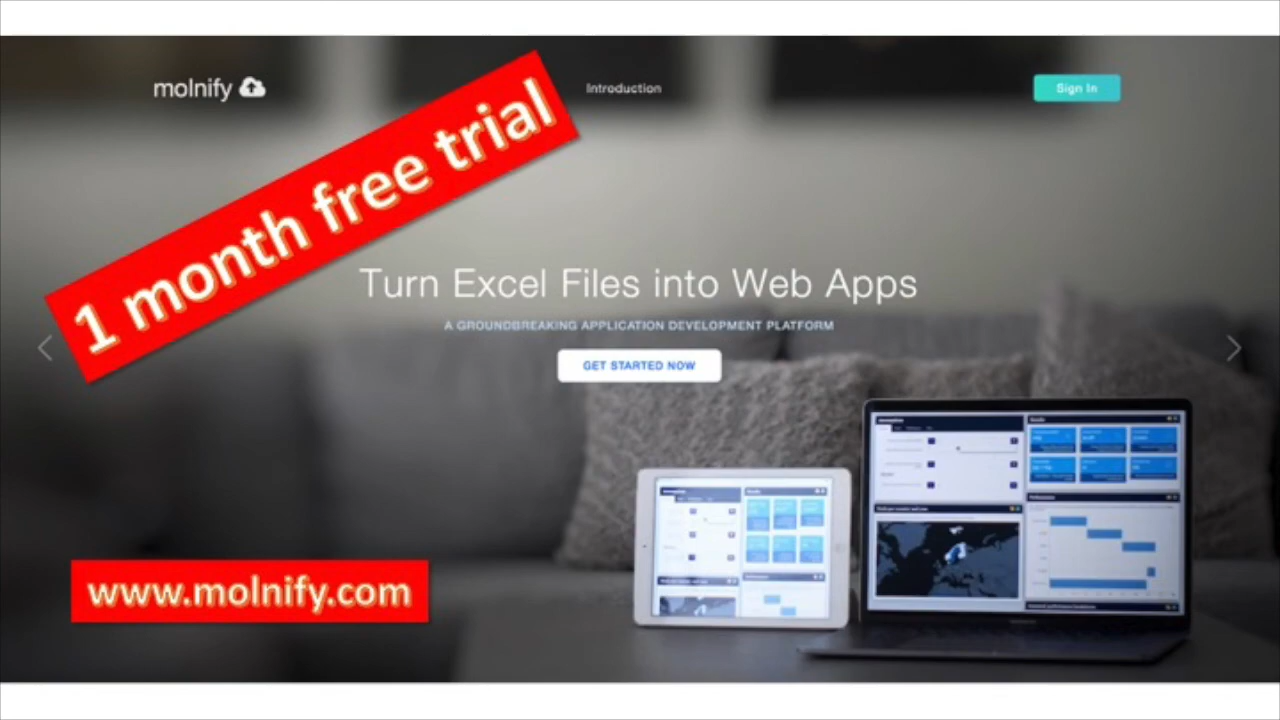 molnify
Introduction
Sign In
1 month free trial
Turn Excel Files into Web Apps
A GROUNDBREAKING APPLICATION DEVELOPMENT PLATFORM
GET STARTED NOW
www.molnify.com